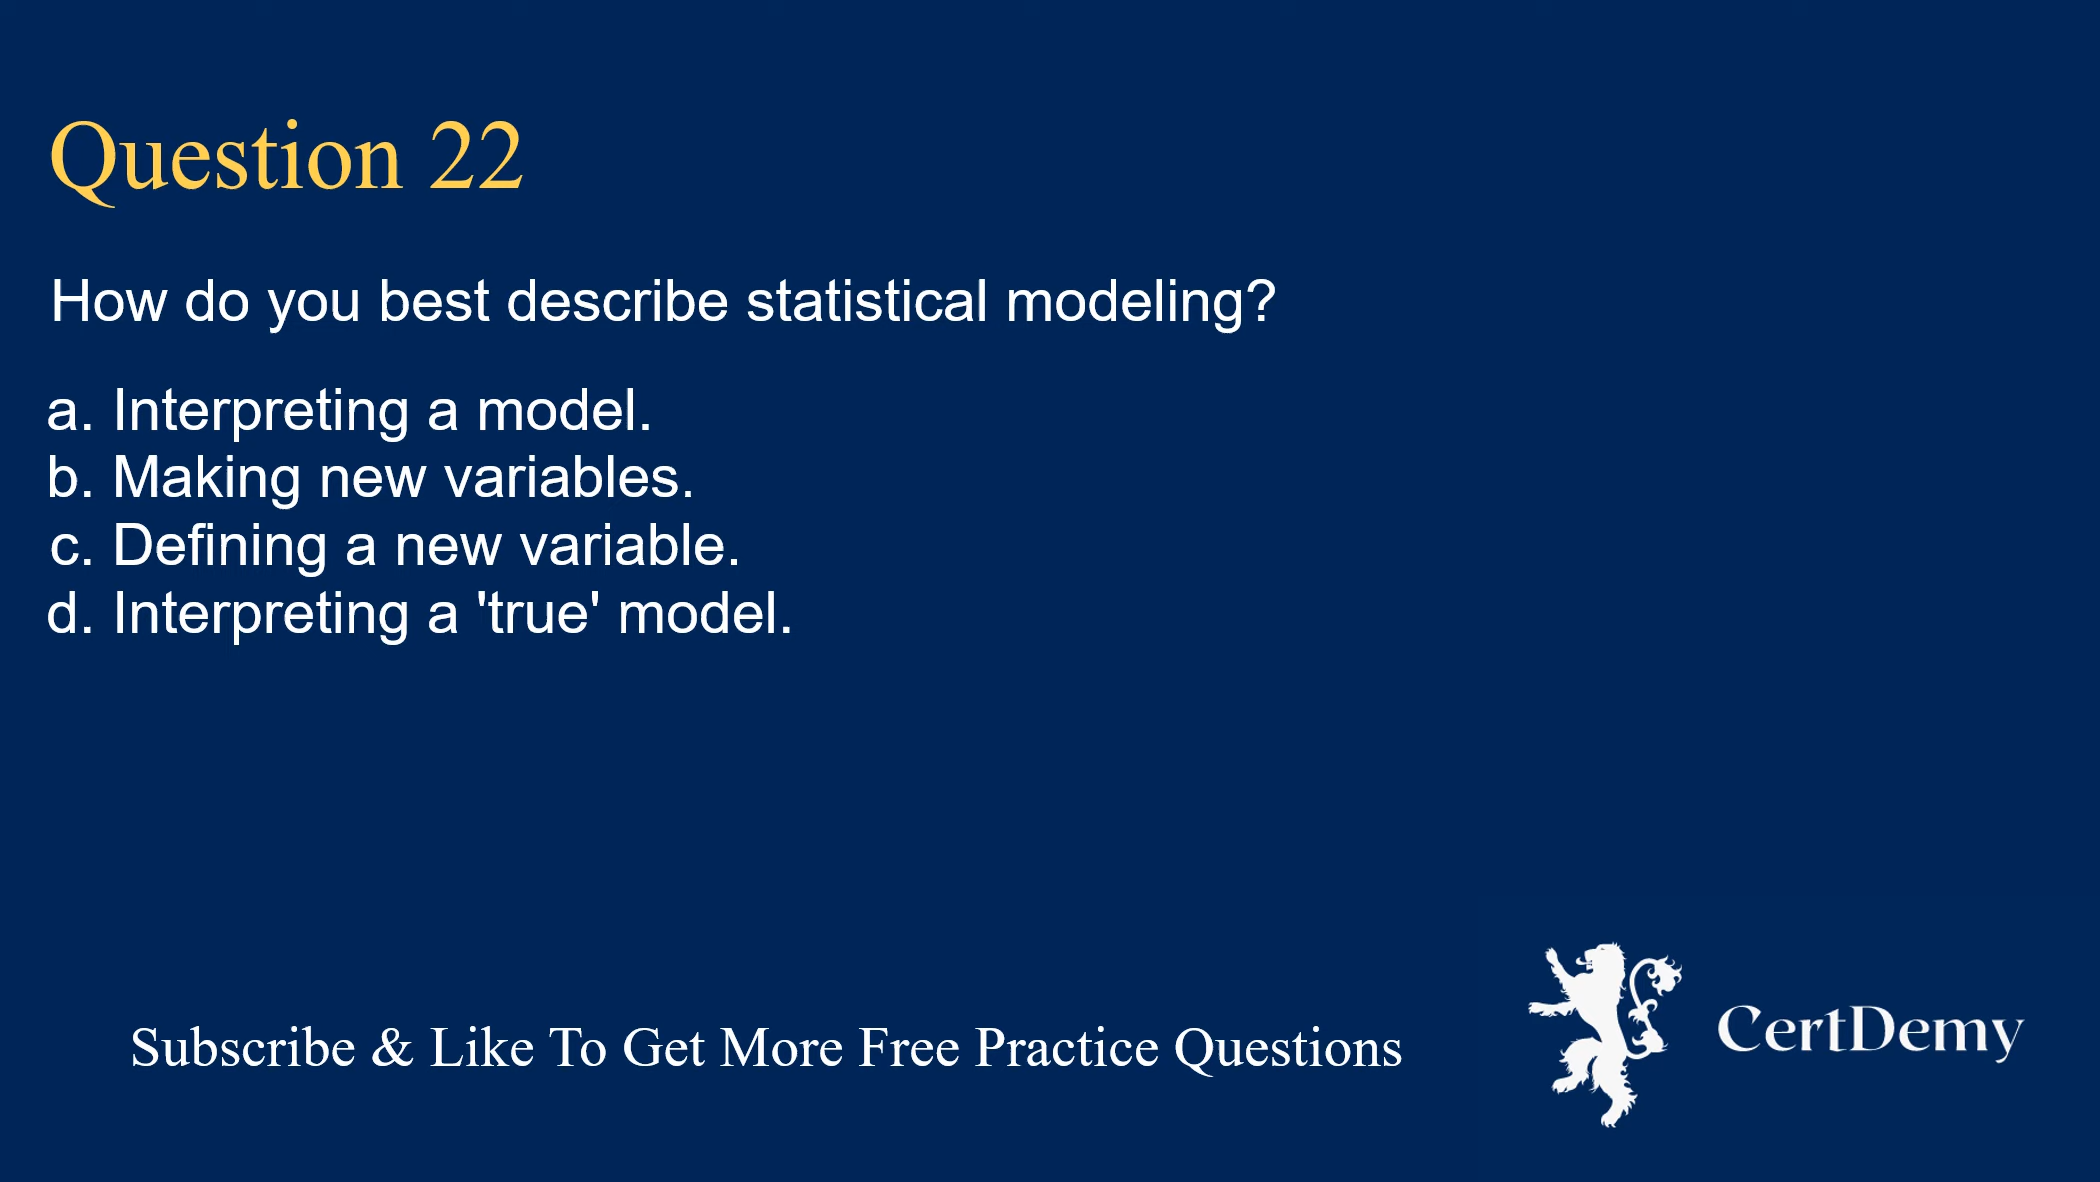 Question 22
How do you best describe statistical modeling?
a. Interpreting a model.
b. Making new variables.
c. Defining a new variable.
d. Interpreting a 'true' model.
Subscribe & Like To Get More Free Practice Questions
CertDemy